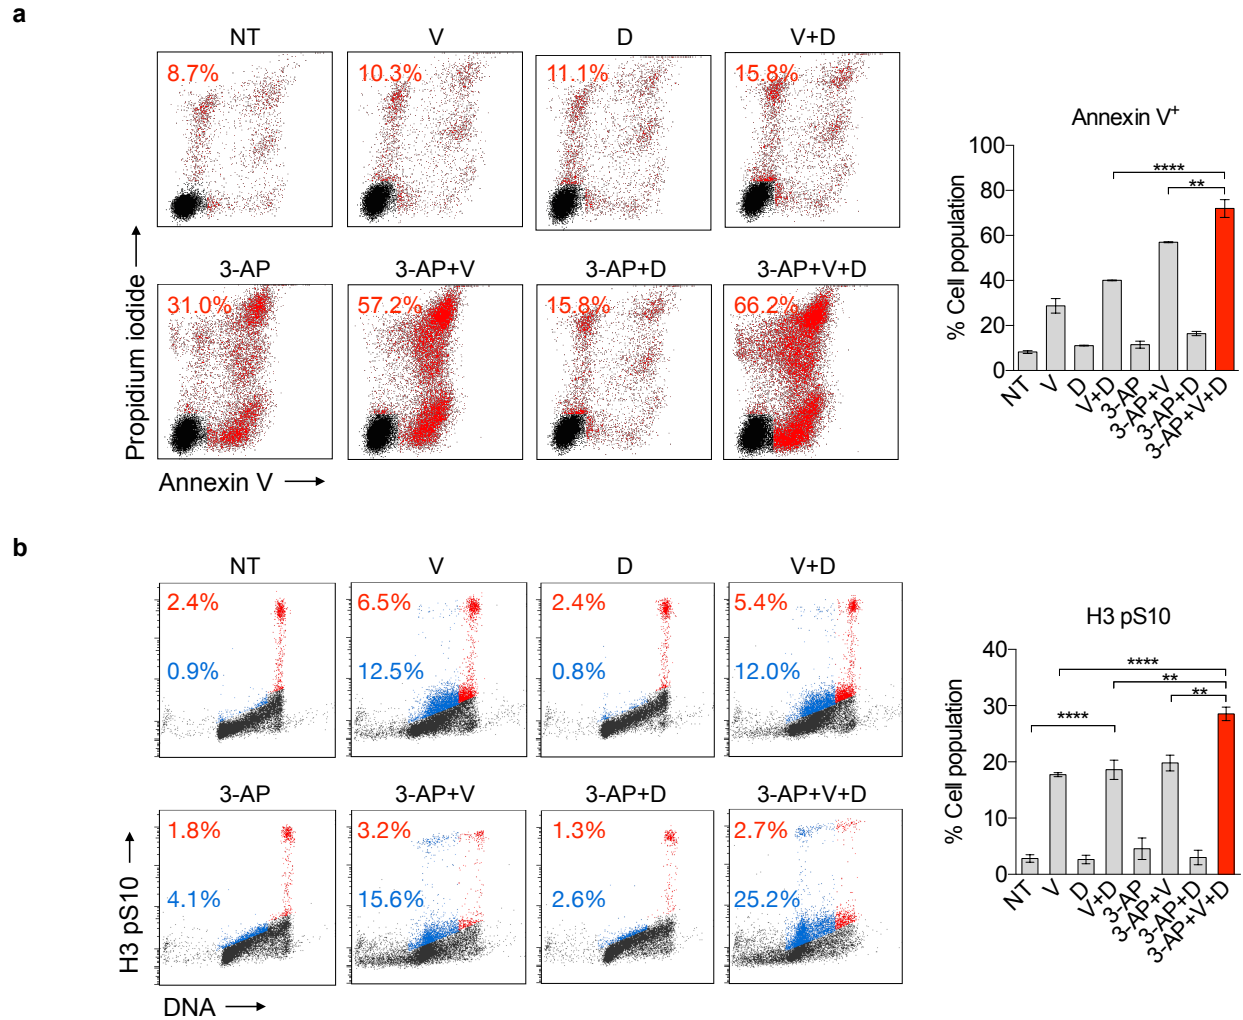 a
NT V D V+D
8.7% 10.3% 11.1% 15.8%
3-AP 3-AP+V 3-AP+D 3-AP+V+D
31.0% 57.2% 15.8% 66.2%
Propidium iodide
Annexin V
Annexin V+
% Cell population
100
80
60
40
20
0
**** 
**
NT V D V+D 3-AP 3-AP+V 3-AP+D 3-AP+V+D
b
NT V D V+D
2.4% 6.5% 2.4% 5.4%
0.9% 12.5% 0.8% 12.0%
3-AP 3-AP+V 3-AP+D 3-AP+V+D
1.8% 3.2% 1.3% 2.7%
4.1% 15.6% 2.6% 25.2%
H3 pS10
DNA
H3 pS10
% Cell population
40
30
20
10
0
****
**
**
****
NT V D V+D 3-AP 3-AP+V 3-AP+D 3-AP+V+D